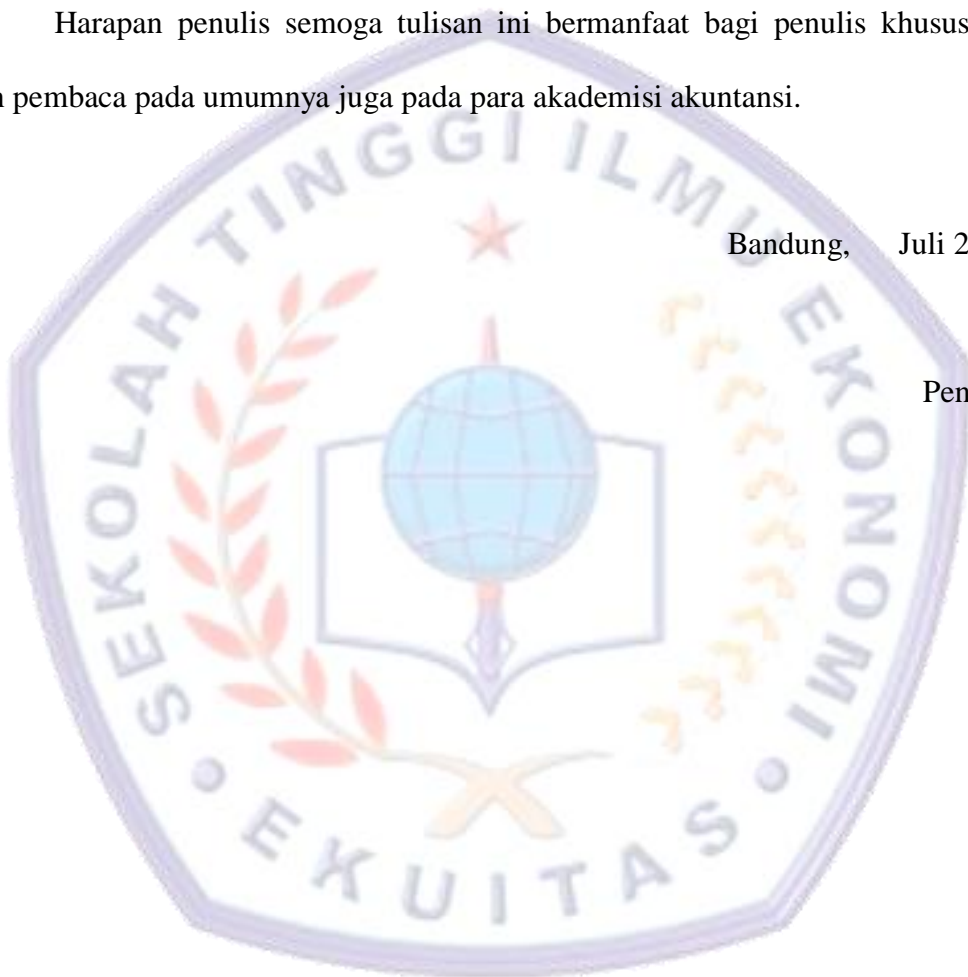 Harapan penulis semoga tulisan ini bermanfaat bagi penulis khusus
pembaca pada umumnya juga pada para akademisi akuntansi.
Bandung, Juli 2
Pen
SEKOLAH TINGGI ILMU EKONOMI
EKUITAS